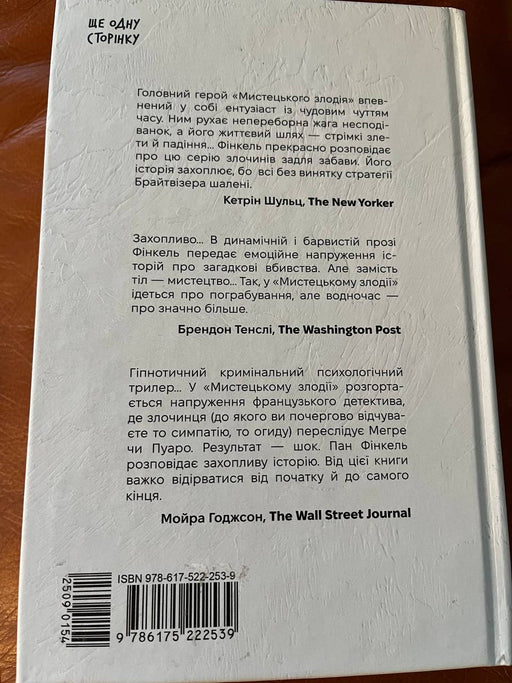 ЩЕ ОДНУ
СТОРІНКУ
Головний герой «Мистецького злодія» впев-
нений у собі ентузіаст із чудовим чуттям
часу. Ним рухає непереборна жага несподі-
ванок, а його життєвий шлях — стрімкі зле-
ти й падіння... Фінкель прекрасно розповідає
про цю серію злочинів задля забави. Його
історія захоплює, бо всі без винятку стратегії
Брайтвізера шалені.
Кетрін Шульц, The New Yorker
Захопливо... В динамічній і барвистій прозі
Фінкель передає емоційне напруження іс-
торій про загадкові вбивства. Але замість
тіл — мистецтво... Так, у «Мистецькому злодії»
ідеться про пограбування, але водночас —
про значно більше.
Брендон Тенслі, The Washington Post
Гіпнотичний кримінальний психологічний
трилер... У «Мистецькому злодії» розгорта-
ється напруження французького детектива,
де злочинця (до якого ви почергово відчува-
єте то симпатію, то огиду) переслідує Мегре
чи Пуаро. Результат — шок. Пан Фінкель
розповідає захопливу історію. Від цієї книги
важко відірватися від початку й до самого
кінця.
Мойра Годжсон, The Wall Street Journal
ISBN 978-617-522-253-9
9 786175 222539
2509 0154